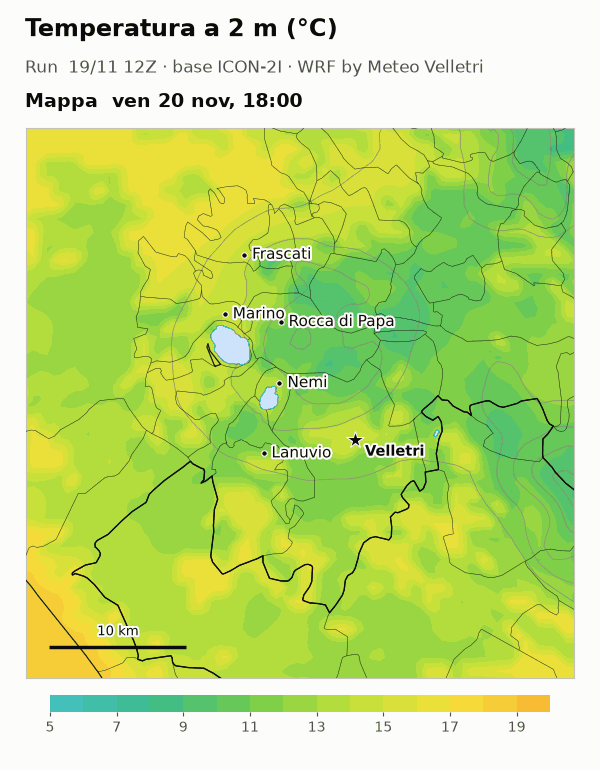 Temperatura a 2 m (°C)
Run  19/11 12Z · base ICON-2I · WRF by Meteo Velletri
Mappa  ven 20 nov, 18:00
Frascati
Marino
Rocca di Papa
Nemi
Velletri
Lanuvio
10 km
5 7 9 11 13 15 17 19